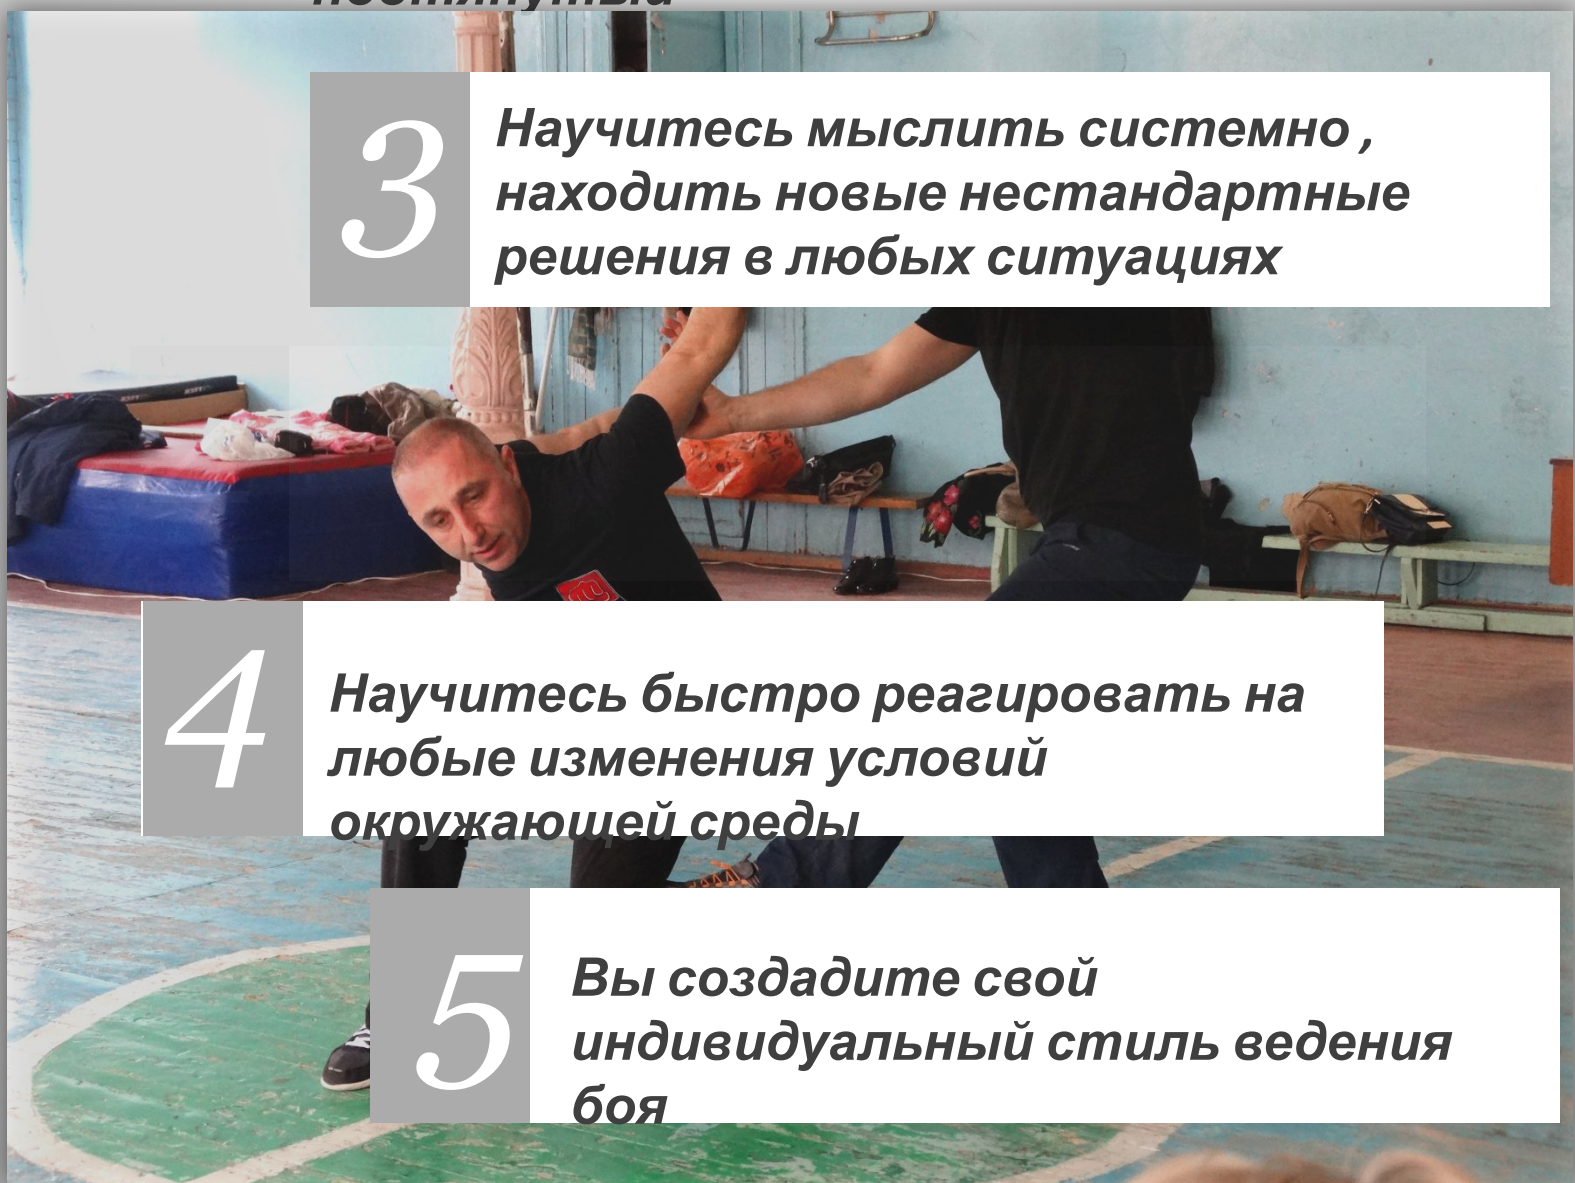 3
Научитесь мыслить системно ,
находить новые нестандартные
решения в любых ситуациях
4
Научитесь быстро реагировать на
любые изменения условий
окружающей среды
5
Вы создадите свой
индивидуальный стиль ведения
боя